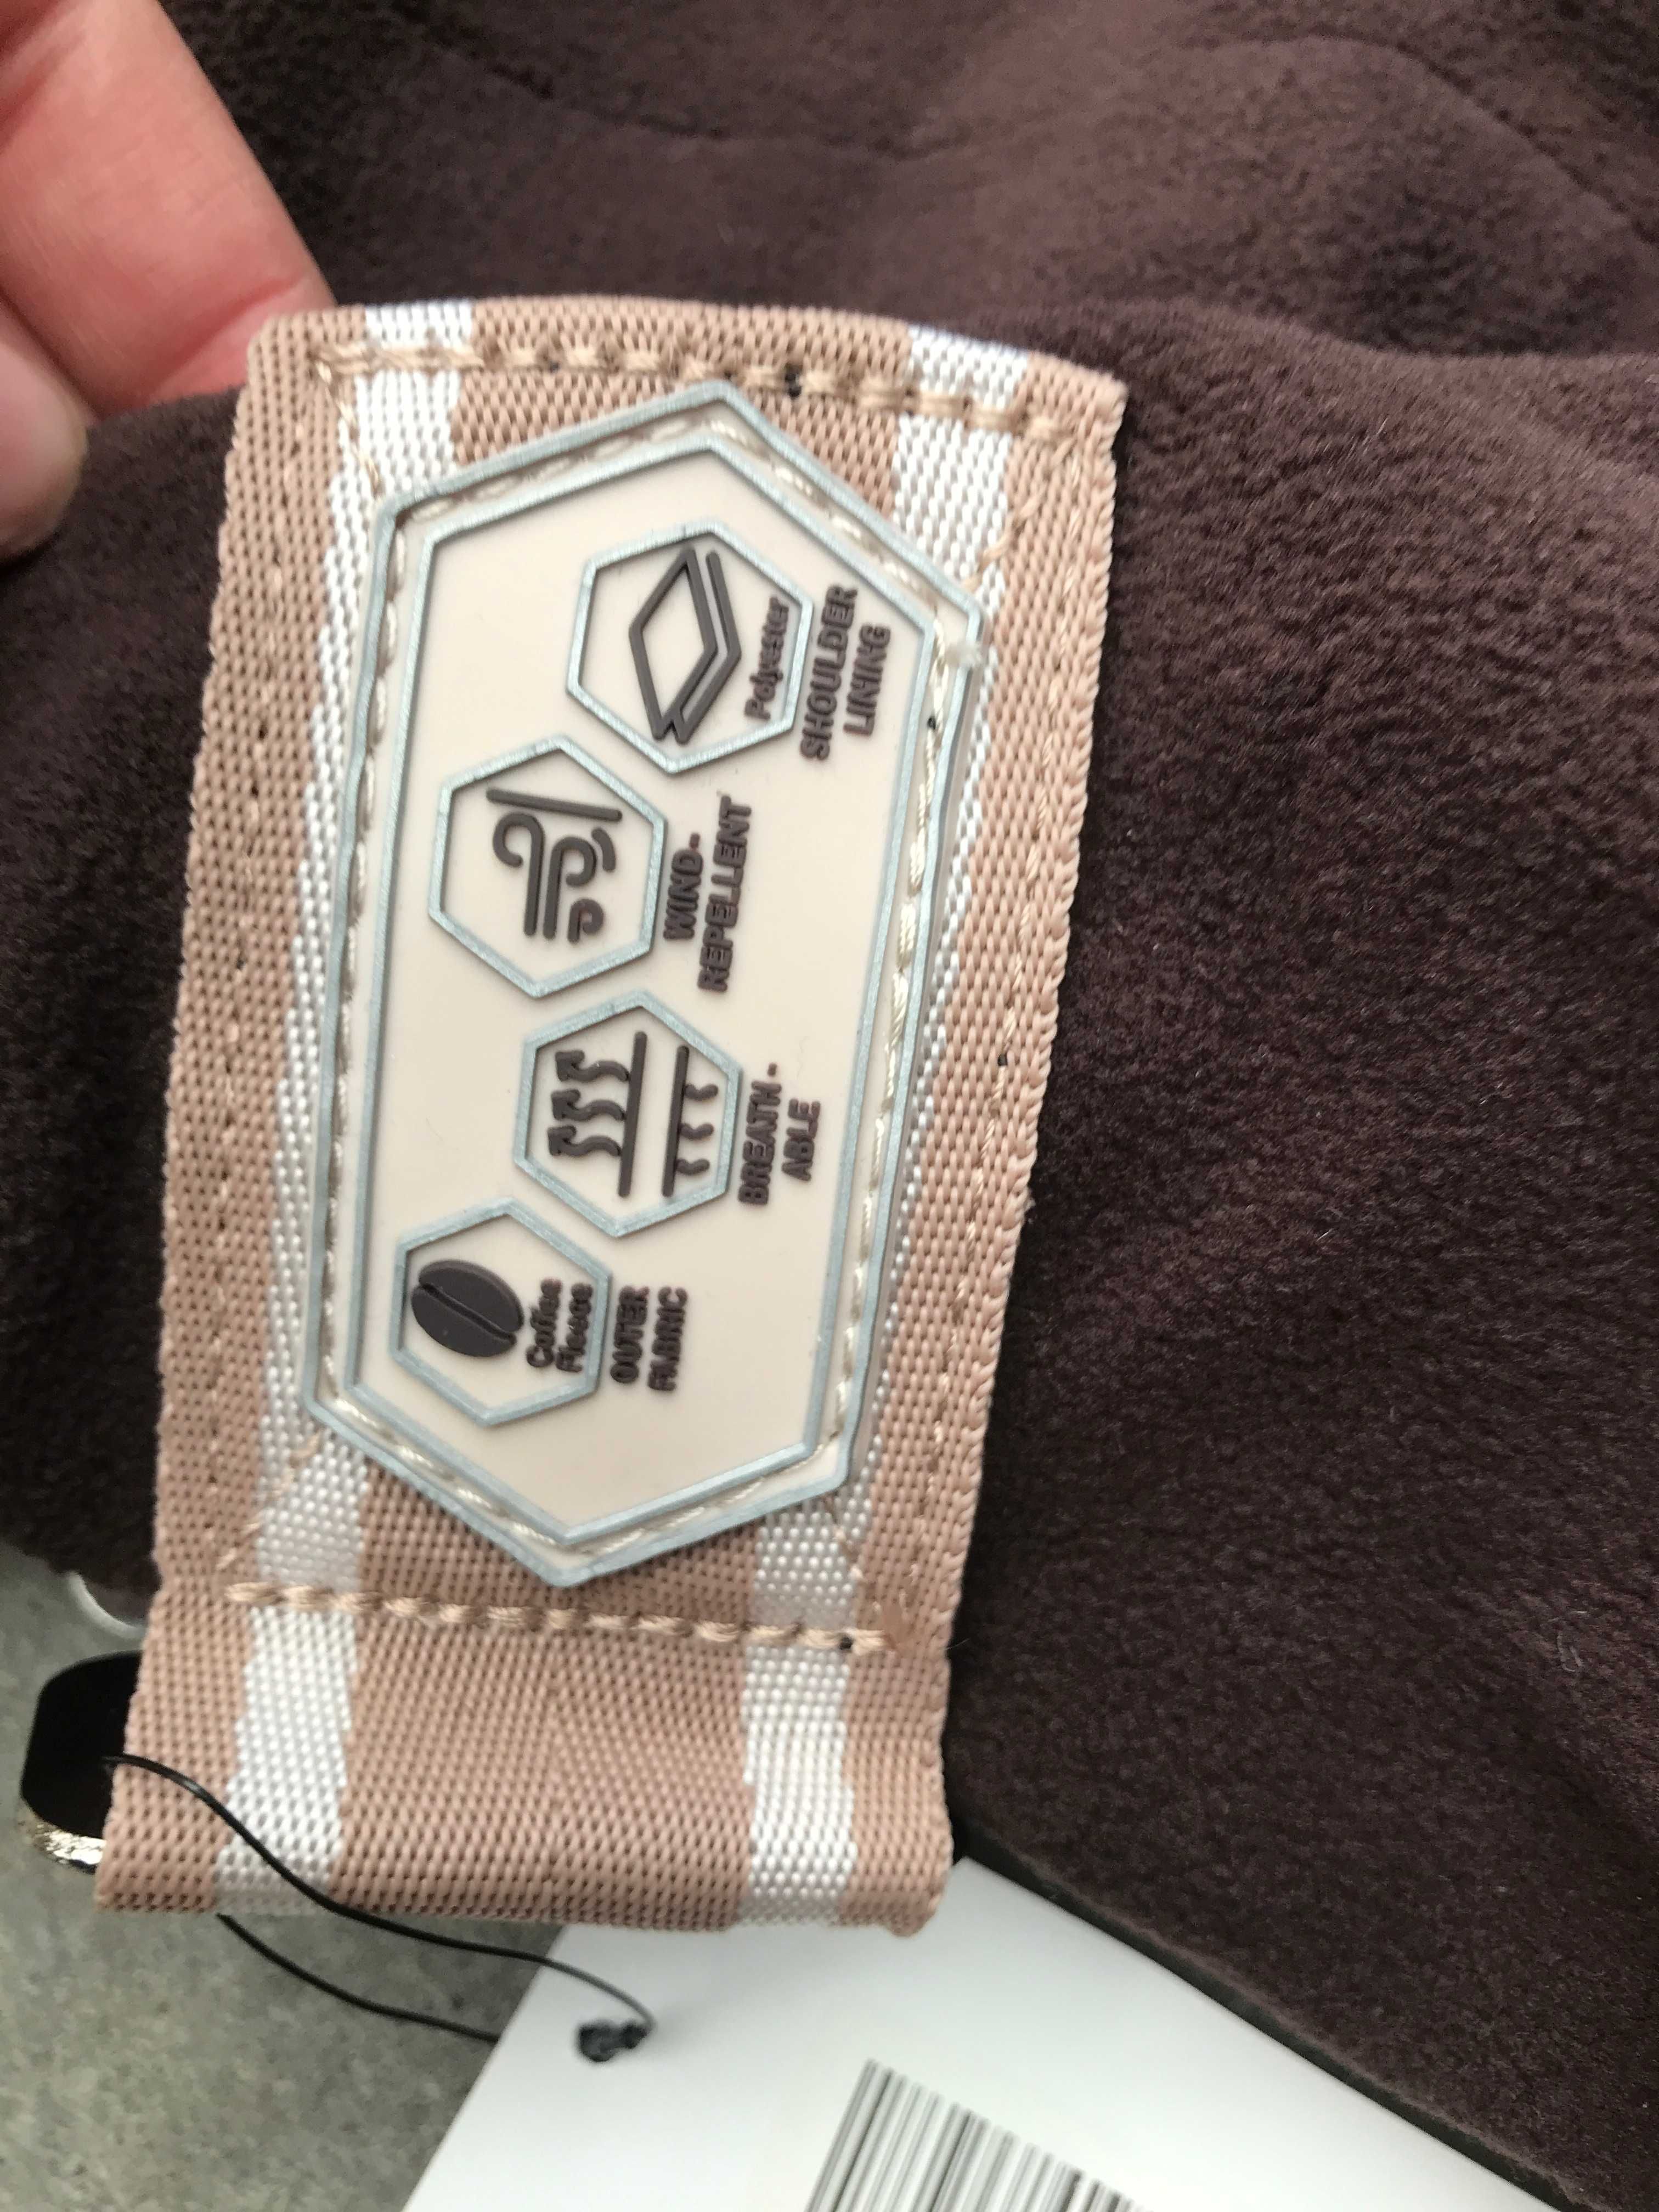 Coffee
Fleece
OUTER
FABRIC
BREATH-
ABLE
WIND-
REPELLENT
Polyester
SHOULDER
LINING